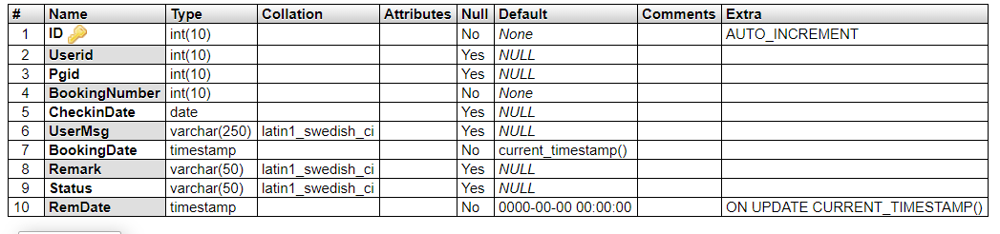 # Name Type Collation Attributes Null Default Comments Extra
1 ID int(10) No None AUTO_INCREMENT
2 Userid int(10) Yes NULL
3 Pgid int(10) Yes NULL
4 BookingNumber int(10) No None
5 CheckinDate date Yes NULL
6 UserMsg varchar(250) latin1_swedish_ci Yes NULL
7 BookingDate timestamp No current_timestamp()
8 Remark varchar(50) latin1_swedish_ci Yes NULL
9 Status varchar(50) latin1_swedish_ci Yes NULL
10 RemDate timestamp No 0000-00-00 00:00:00 ON UPDATE CURRENT_TIMESTAMP()